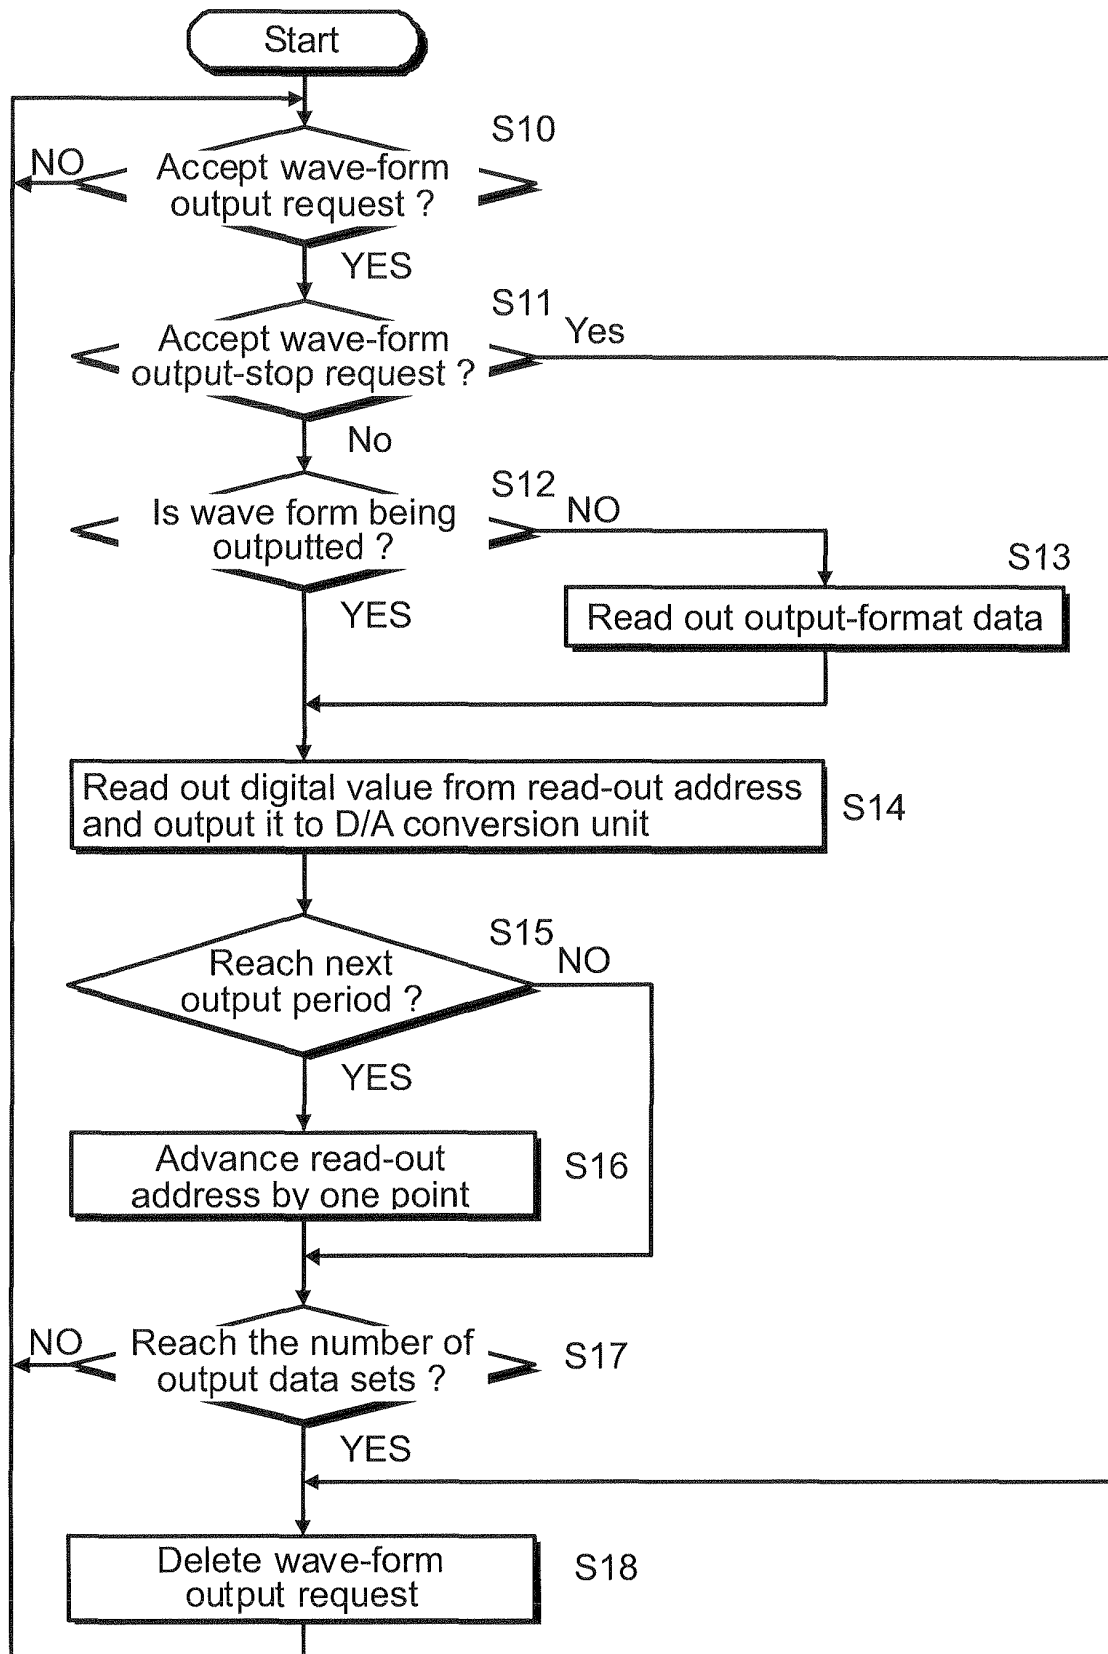 Start
S10
NO
Accept wave-form
output request ?
YES
S11
Yes
Accept wave-form
output-stop request ?
No
S12
NO
Is wave form being
outputted ?
YES
S13
Read out output-format data
Read out digital value from read-out address
and output it to D/A conversion unit
S14
S15
NO
Reach next
output period ?
YES
Advance read-out
address by one point
S16
NO
Reach the number of
output data sets ?
S17
YES
Delete wave-form
output request
S18